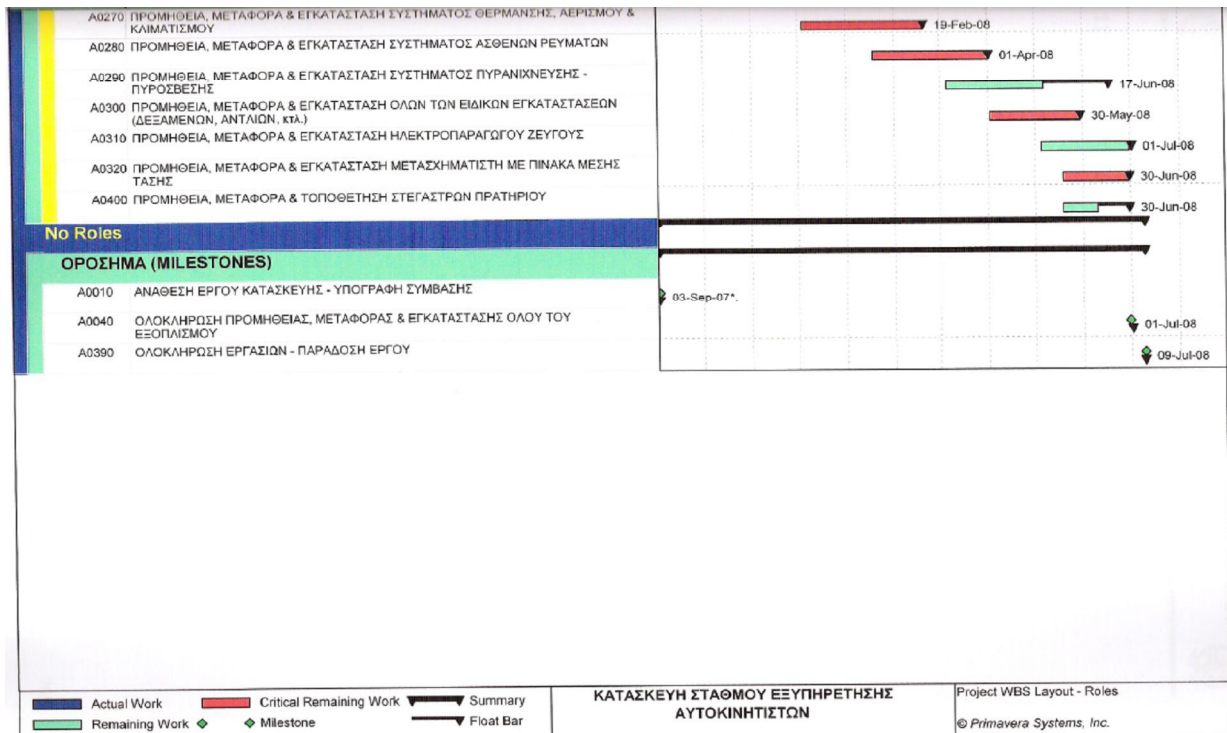 A0270 ΠΡΟΜΗΘΕΙΑ, ΜΕΤΑΦΟΡΑ & ΕΓΚΑΤΑΣΤΑΣΗ ΣΥΣΤΗΜΑΤΟΣ ΘΕΡΜΑΝΣΗΣ, ΑΕΡΙΣΜΟΥ &
ΚΛΙΜΑΤΙΣΜΟΥ
19-Feb-08
A0280 ΠΡΟΜΗΘΕΙΑ, ΜΕΤΑΦΟΡΑ & ΕΓΚΑΤΑΣΤΑΣΗ ΣΥΣΤΗΜΑΤΟΣ ΑΣΘΕΝΩΝ ΡΕΥΜΑΤΩΝ
01-Apr-08
A0290 ΠΡΟΜΗΘΕΙΑ, ΜΕΤΑΦΟΡΑ & ΕΓΚΑΤΑΣΤΑΣΗ ΣΥΣΤΗΜΑΤΟΣ ΠΥΡΑΝΙΧΝΕΥΣΗΣ -
ΠΥΡΟΣΒΕΣΗΣ
17-Jun-08
A0300 ΠΡΟΜΗΘΕΙΑ, ΜΕΤΑΦΟΡΑ & ΕΓΚΑΤΑΣΤΑΣΗ ΟΛΩΝ ΤΩΝ ΕΙΔΙΚΩΝ ΕΓΚΑΤΑΣΤΑΣΕΩΝ
(ΔΕΞΑΜΕΝΩΝ, ΑΝΤΛΙΩΝ, κτλ.)
30-May-08
A0310 ΠΡΟΜΗΘΕΙΑ, ΜΕΤΑΦΟΡΑ & ΕΓΚΑΤΑΣΤΑΣΗ ΗΛΕΚΤΡΟΠΑΡΑΓΩΓΟΥ ΖΕΥΓΟΥΣ
01-Jul-08
A0320 ΠΡΟΜΗΘΕΙΑ, ΜΕΤΑΦΟΡΑ & ΕΓΚΑΤΑΣΤΑΣΗ ΜΕΤΑΣΧΗΜΑΤΙΣΤΗ ΜΕ ΠΙΝΑΚΑ ΜΕΣΗΣ
ΤΑΣΗΣ
30-Jun-08
A0400 ΠΡΟΜΗΘΕΙΑ, ΜΕΤΑΦΟΡΑ & ΤΟΠΟΘΕΤΗΣΗ ΣΤΕΓΑΣΤΡΩΝ ΠΡΑΤΗΡΙΟΥ
30-Jun-08
No Roles
ΟΡΟΣΗΜΑ (MILESTONES)
A0010 ΑΝΑΘΕΣΗ ΕΡΓΟΥ ΚΑΤΑΣΚΕΥΗΣ - ΥΠΟΓΡΑΦΗ ΣΥΜΒΑΣΗΣ
03-Sep-07*.
A0040 ΟΛΟΚΛΗΡΩΣΗ ΠΡΟΜΗΘΕΙΑΣ, ΜΕΤΑΦΟΡΑΣ & ΕΓΚΑΤΑΣΤΑΣΗΣ ΟΛΟΥ ΤΟΥ
ΕΞΟΠΛΙΣΜΟΥ
01-Jul-08
A0390 ΟΛΟΚΛΗΡΩΣΗ ΕΡΓΑΣΙΩΝ - ΠΑΡΑΔΟΣΗ ΕΡΓΟΥ
09-Jul-08
Actual Work
Critical Remaining Work
Summary
Remaining Work
Milestone
Float Bar
ΚΑΤΑΣΚΕΥΗ ΣΤΑΘΜΟΥ ΕΞΥΠΗΡΕΤΗΣΗΣ
ΑΥΤΟΚΙΝΗΤΙΣΤΩΝ
Project WBS Layout - Roles
© Primavera Systems, Inc.